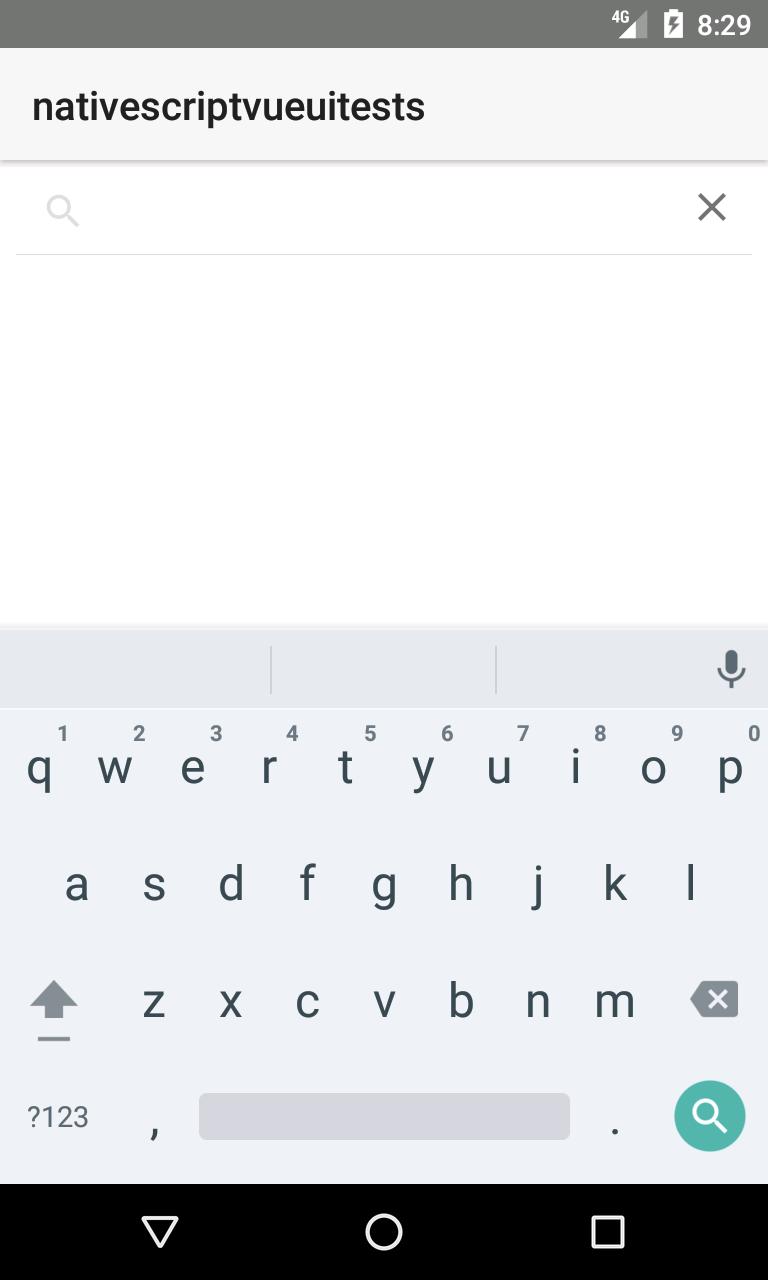 4G 8:29
nativescriptvueuitests
1 2 3 4 5 6 7 8 9 0
q w e r t y u i o p
a s d f g h j k l
z x c v b n m
?123 , .